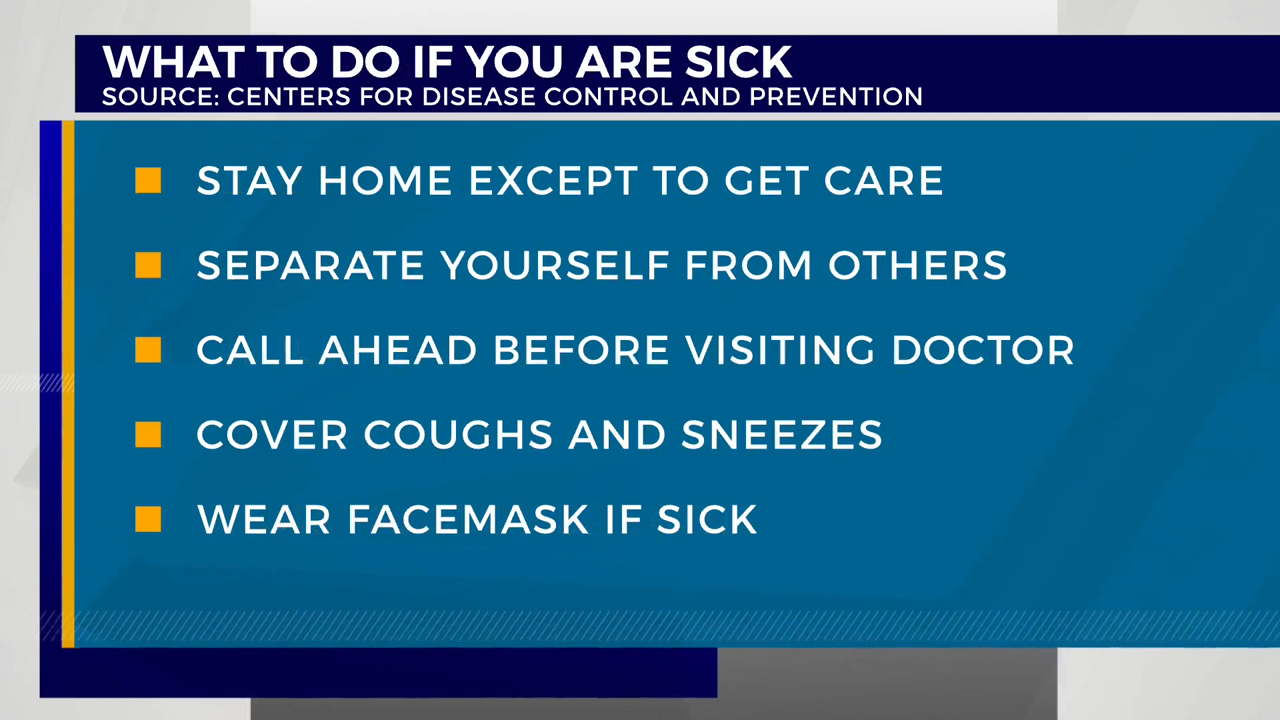 WHAT TO DO IF YOU ARE SICK
SOURCE: CENTERS FOR DISEASE CONTROL AND PREVENTION
STAY HOME EXCEPT TO GET CARE
SEPARATE YOURSELF FROM OTHERS
CALL AHEAD BEFORE VISITING DOCTOR
COVER COUGHS AND SNEEZES
WEAR FACEMASK IF SICK